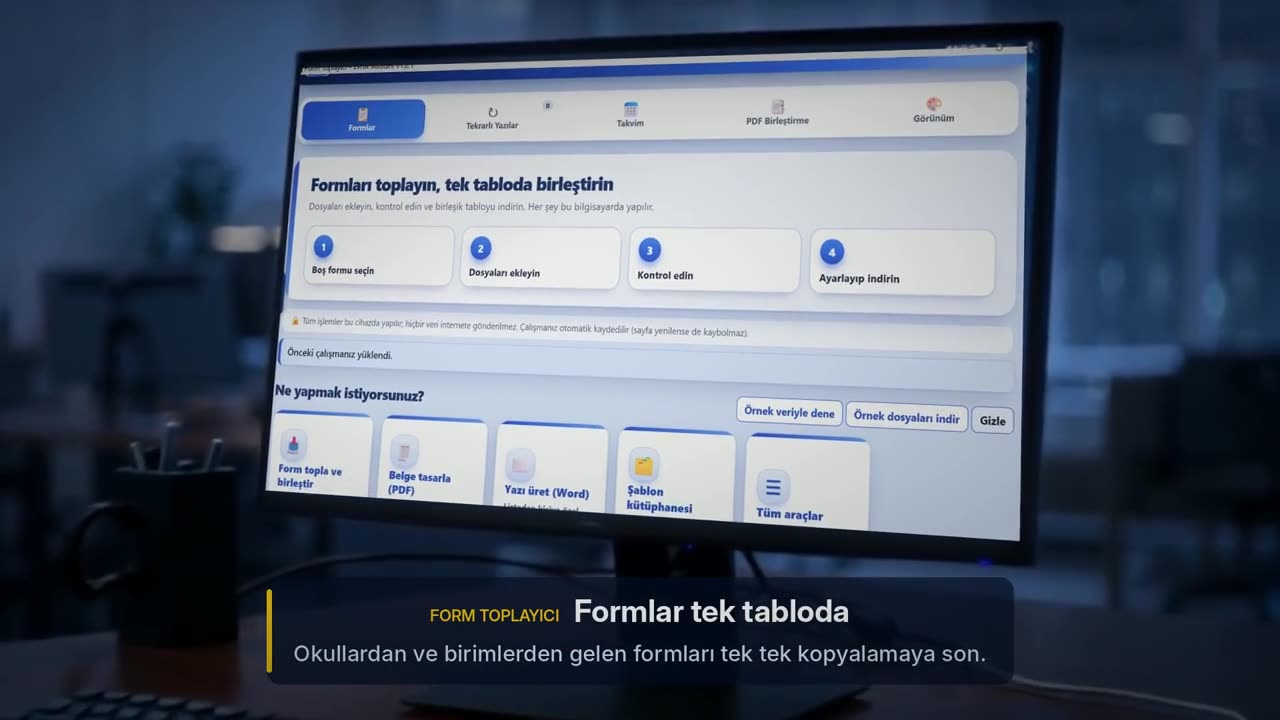 Formlar
Tekrarlı Yazılar
0
Takvim
PDF Birleştirme
Görünüm
Formları toplayın, tek tabloda birleştirin
Dosyaları ekleyin, kontrol edin ve birleşik tabloyu indirin. Her şey bu bilgisayarda yapılır.
1
Boş formu seçin
2
Dosyaları ekleyin
3
Kontrol edin
4
Ayarlayıp indirin
Tüm işlemler bu cihazda yapılır; hiçbir veri internete gönderilmez. Çalışmanız otomatik kaydedilir (sayfa yenilense de kaybolmaz).
Önceki çalışmanız yüklendi.
Ne yapmak istiyorsunuz?
Örnek veriyle dene
Örnek dosyaları indir
Gizle
Form topla ve
birleştir
Belge tasarla
(PDF)
Yazı üret (Word)
Şablon
kütüphanesi
Tüm araçlar
FORM TOPLAYICI Formlar tek tabloda
Okullardan ve birimlerden gelen formları tek tek kopyalamaya son.